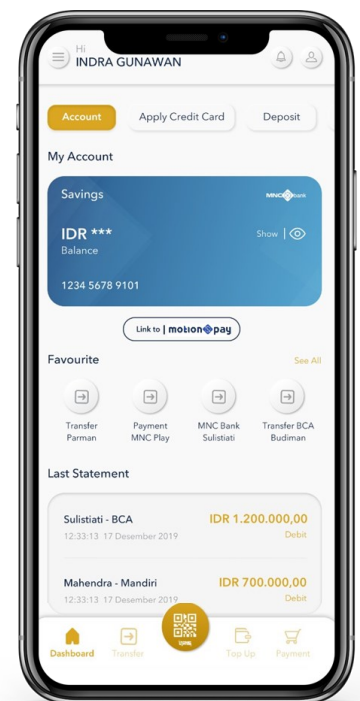 Hi
INDRA GUNAWAN
Account
Apply Credit Card
Deposit
My Account
Savings
MNC bank
IDR ***
Show |
Balance
1234 5678 9101
Link to | motionpay
Favourite
See All
Transfer
Parman
Payment
MNC Play
MNC Bank
Sulistiati
Transfer BCA
Budiman
Last Statement
Sulistiati - BCA
IDR 1.200.000,00
12:33:13 17 Desember 2019
Debit
Mahendra - Mandiri
IDR 700.000,00
12:33:13 17 Desember 2019
Debit
Dashboard
Transfer
Top Up
Payment